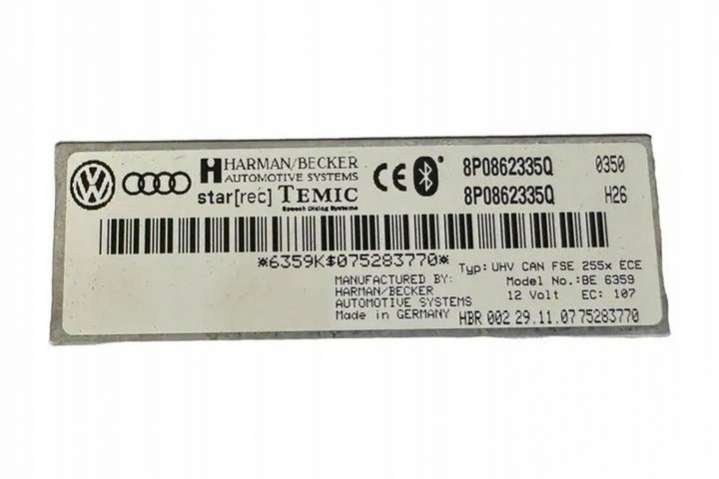 HARMAN/BECKER
AUTOMOTIVE SYSTEMS
star[rec] TEMIC
Speech Dialog Systems
CE
8P0862335Q 0350
8P0862335Q H26
*6359K$075283770*
Typ: UHV CAN FSE 255x ECE
MANUFACTURED BY: Model No.:BE 6359
HARMAN/BECKER 12 Volt EC: 107
AUTOMOTIVE SYSTEMS
Made in GERMANY HBR 002 29.11.0775283770